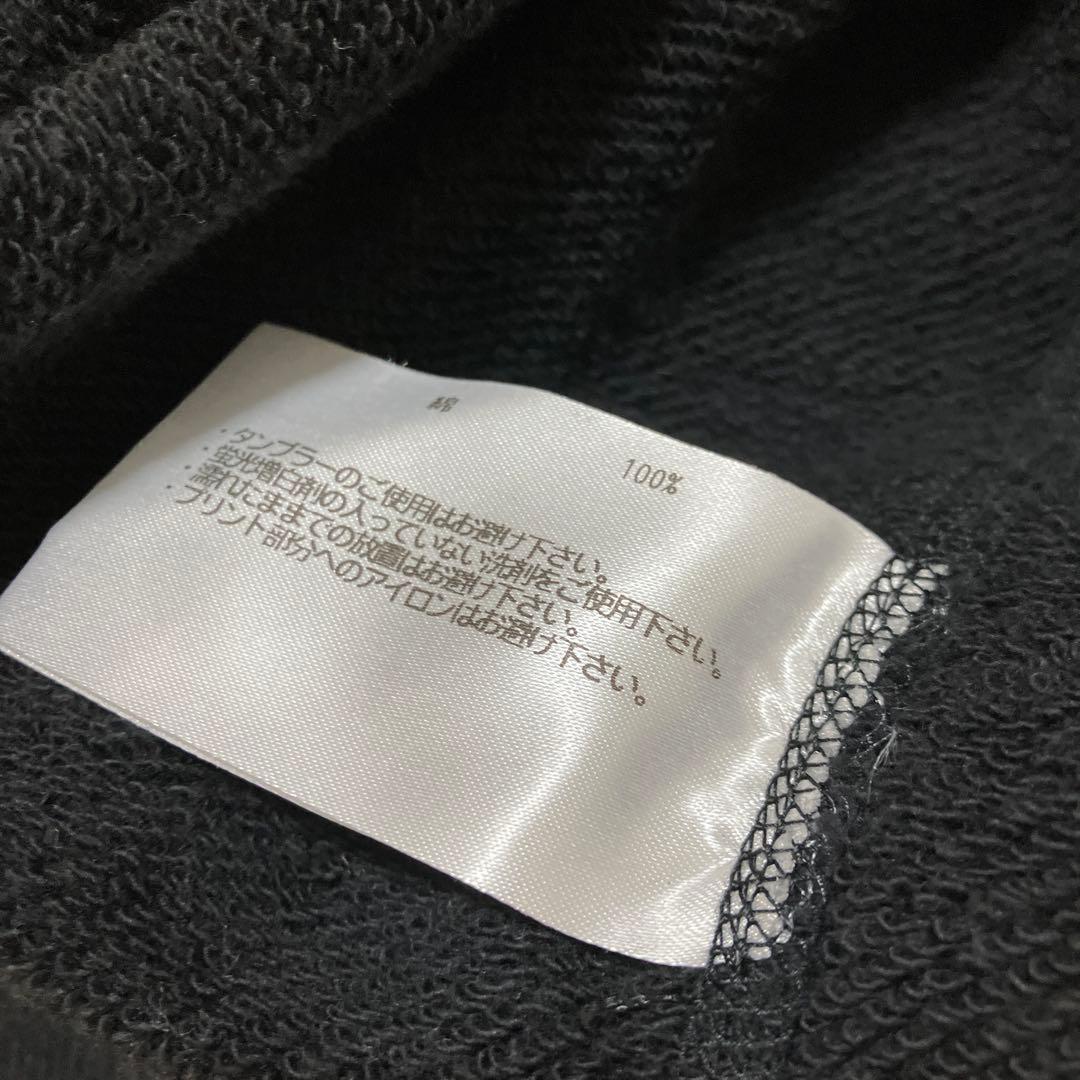 綿 100%
・タンブラーのご使用はお避け下さい。
・蛍光増白剤の入っていない洗剤をご使用下さい。
・濡れたままでの放置はお避け下さい。
・プリント部分へのアイロンはお避け下さい。